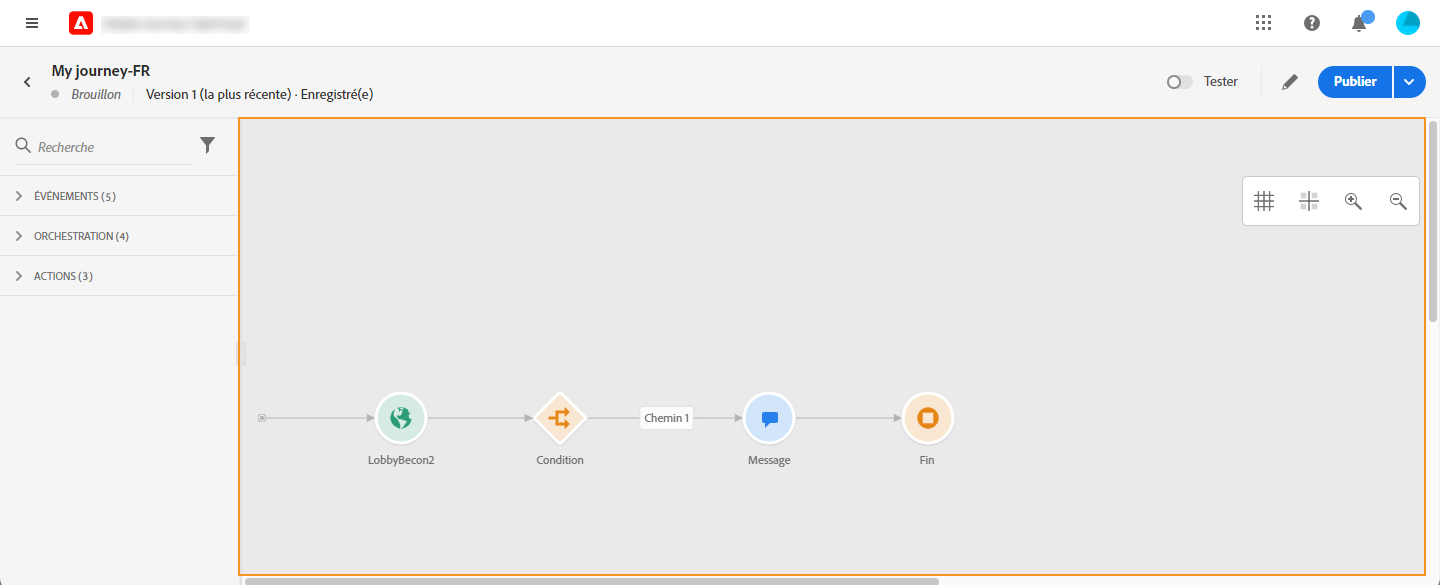 My journey-FR
Brouillon Version 1 (la plus récente) · Enregistré(e)
Tester
Publier
Recherche
ÉVÉNEMENTS (5)
ORCHESTRATION (4)
ACTIONS (3)
Chemin 1
LobbyBecon2
Condition
Message
Fin